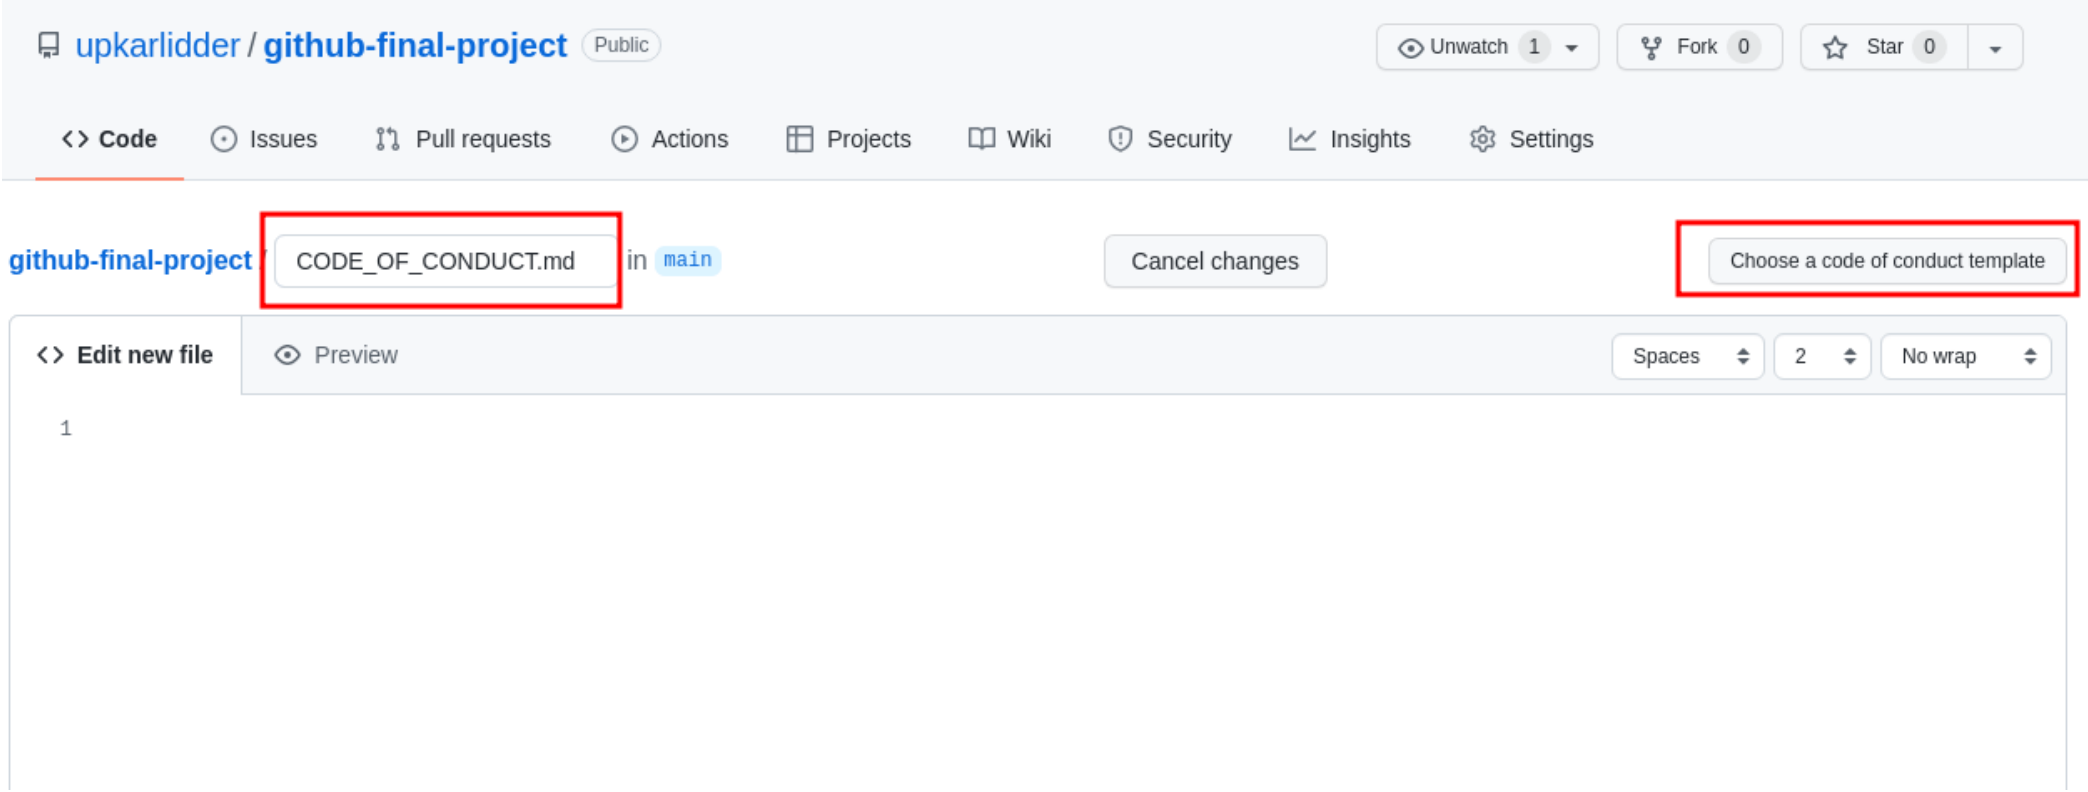 upkarlidder / github-final-project Public Unwatch 1 Fork 0 Star 0
Code Issues Pull requests Actions Projects Wiki Security Insights Settings
github-final-project / CODE_OF_CONDUCT.md in main Cancel changes Choose a code of conduct template
Edit new file Preview Spaces 2 No wrap
1